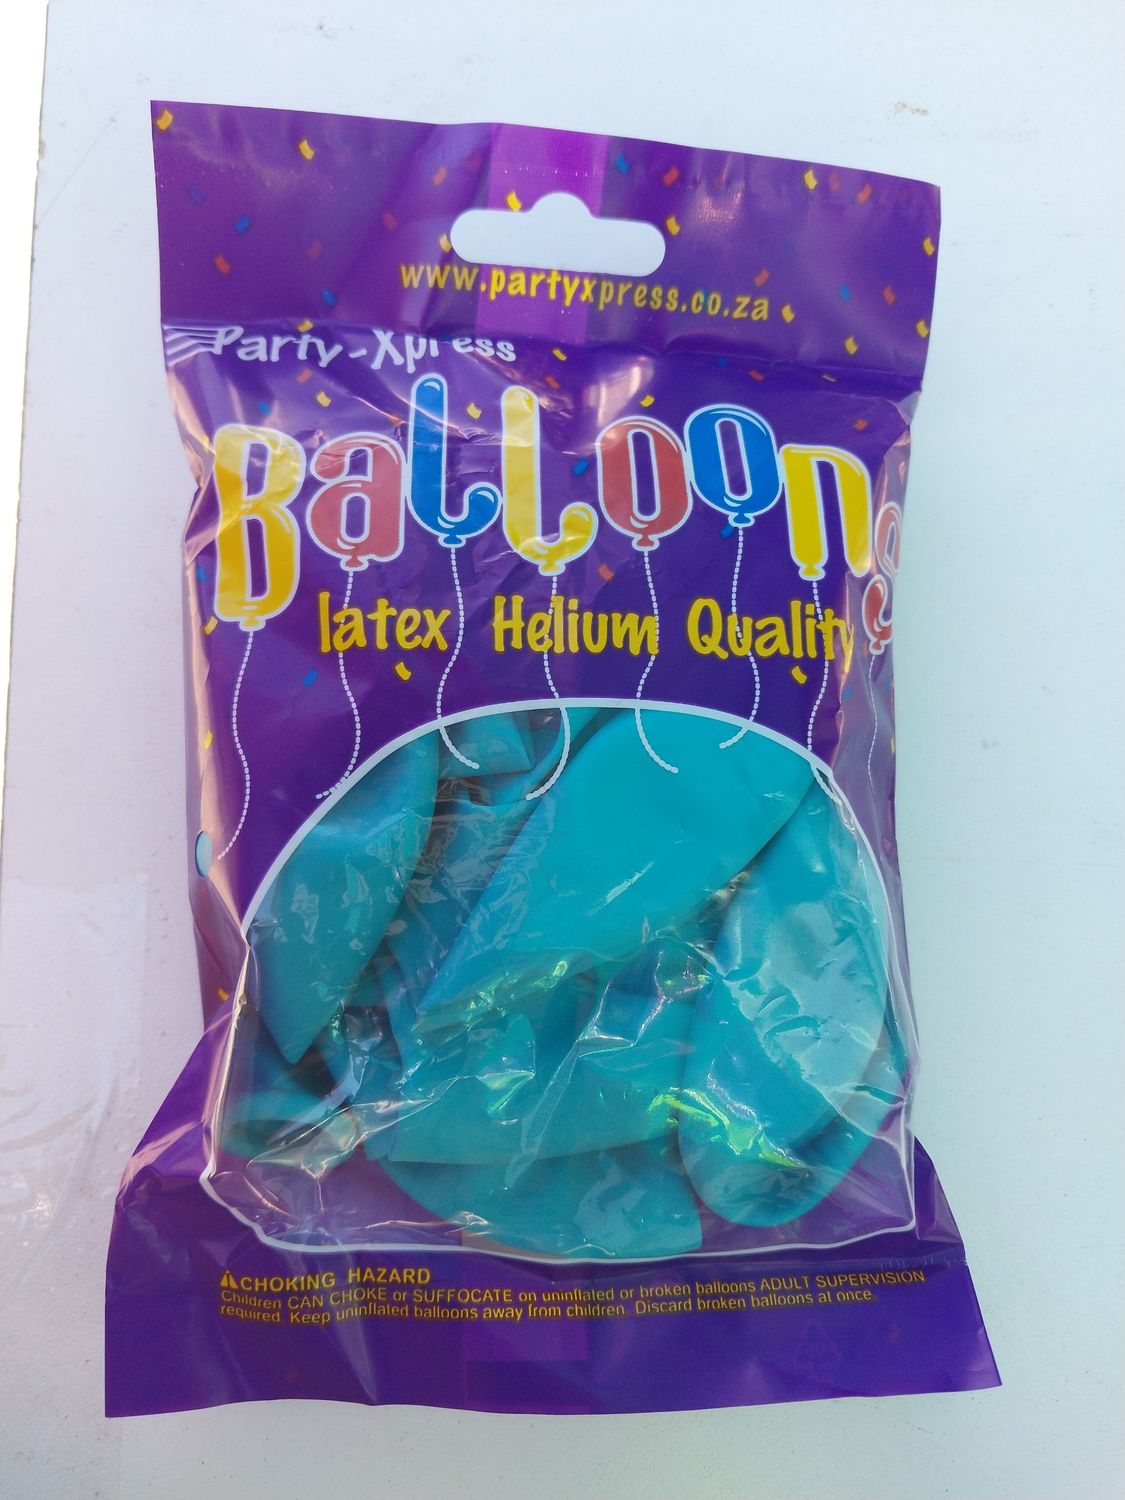 www.partyxpress.co.za
Party-Xpress
Balloons
latex Helium Quality
CHOKING HAZARD
Children CAN CHOKE or SUFFOCATE on uninflated or broken balloons ADULT SUPERVISION
required. Keep uninflated balloons away from children. Discard broken balloons at once.